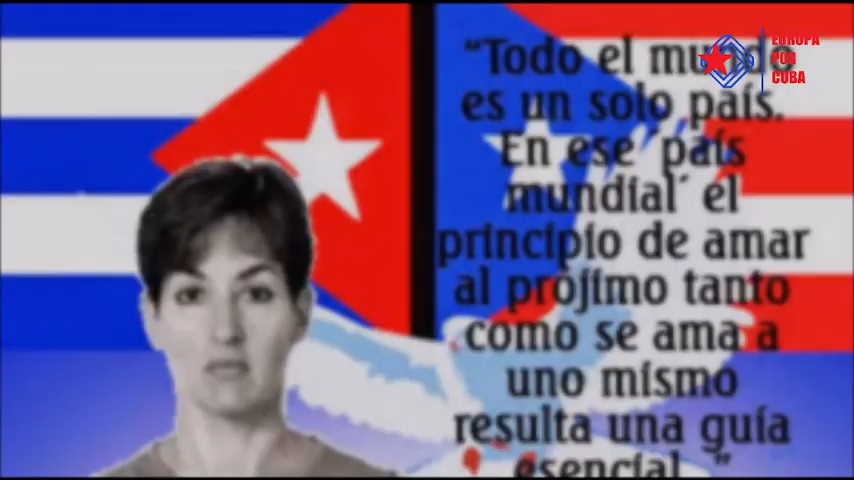 EUROPA
POR
CUBA
“Todo el mundo
es un solo país.
En ese ´país
mundial´ el
principio de amar
al prójimo tanto
como se ama a
uno mismo
resulta una guía
esencial...”